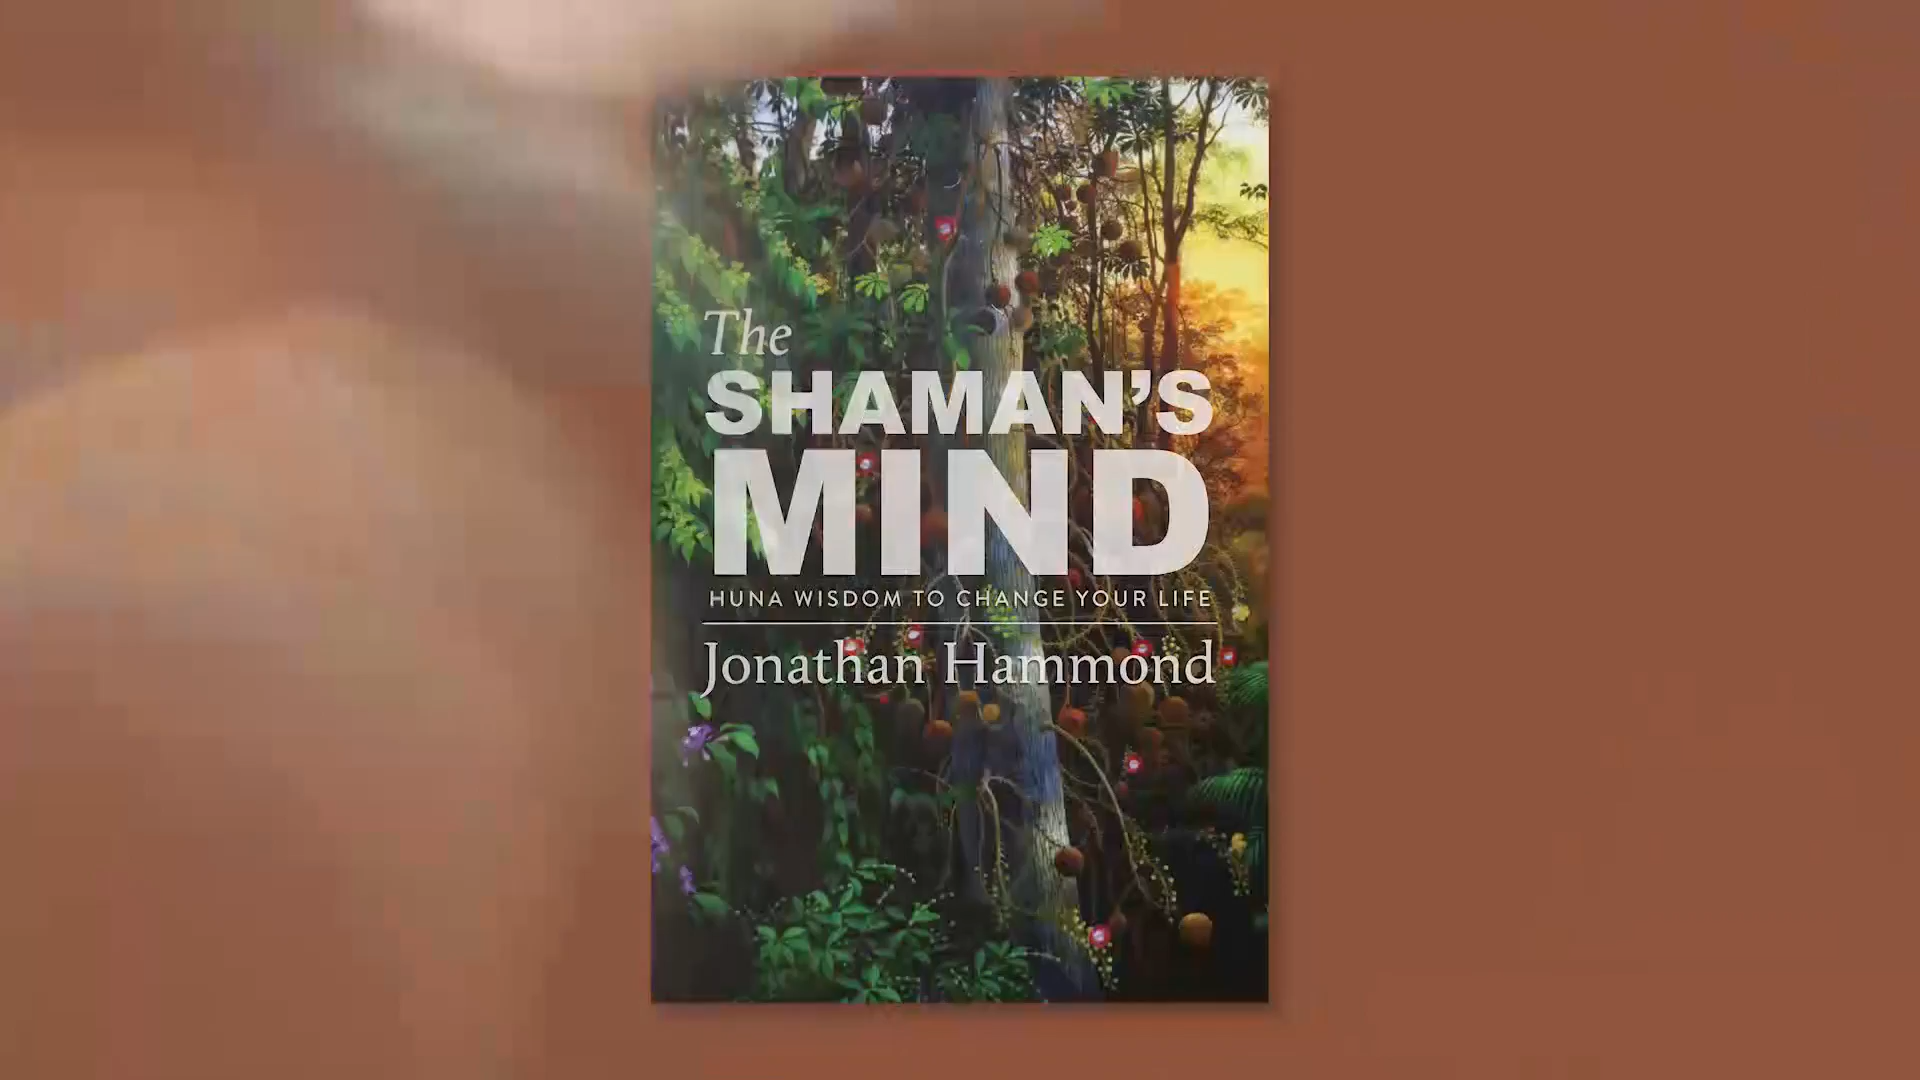 The
SHAMAN'S
MIND
HUNA WISDOM TO CHANGE YOUR LIFE
Jonathan Hammond